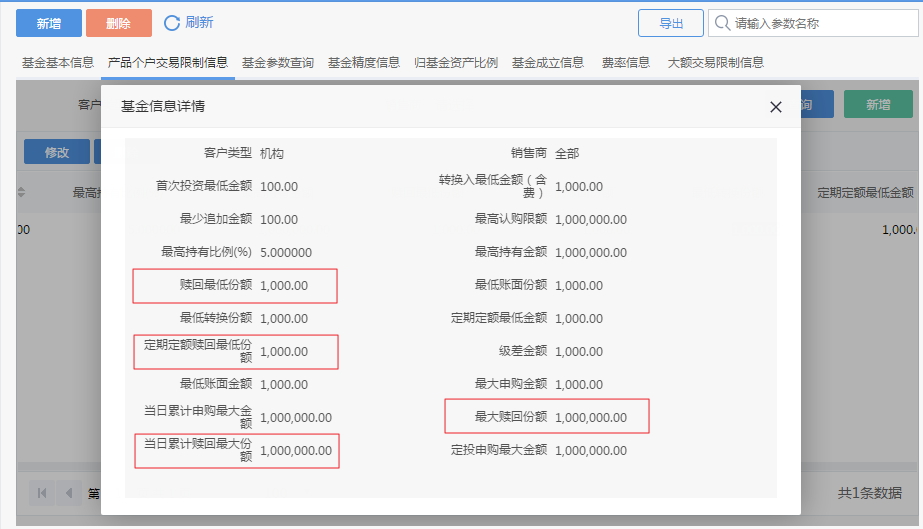 新增 删除 刷新 导出 请输入参数名称
基金基本信息 产品个户交易限制信息 基金参数查询 基金精度信息 归基金资产比例 基金成立信息 费率信息 大额交易限制信息
客户 询 新增
基金信息详情
修改
最高 定期定额最低金额
00 1,000.
客户类型 机构 销售商 全部
首次投资最低金额 100.00 转换入最低金额（含
费） 1,000.00
最少追加金额 100.00 最高认购限额 1,000,000.00
最高持有比例(%) 5.000000 最高持有金额 1,000,000.00
赎回最低份额 1,000.00 最低账面份额 1,000.00
最低转换份额 1,000.00 定期定额最低金额 1,000.00
定期定额赎回最低份
额 1,000.00 级差金额 1,000.00
最低账面金额 1,000.00 最大申购金额 1,000.00
当日累计申购最大金
额 1,000,000.00 最大赎回份额 1,000,000.00
当日累计赎回最大份
额 1,000,000.00 定投申购最大金额 1,000,000.00
第 共1条数据